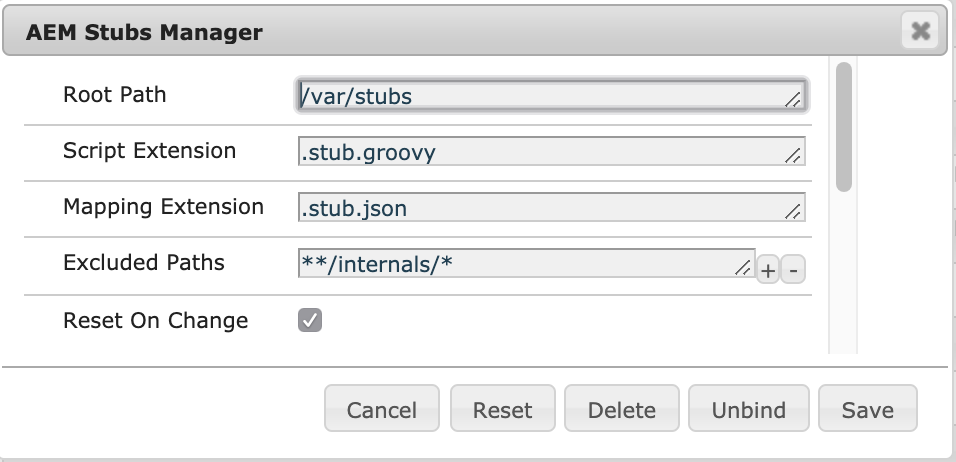 AEM Stubs Manager
Root Path /var/stubs
Script Extension .stub.groovy
Mapping Extension .stub.json
Excluded Paths **/internals/* + -
Reset On Change
Cancel Reset Delete Unbind Save